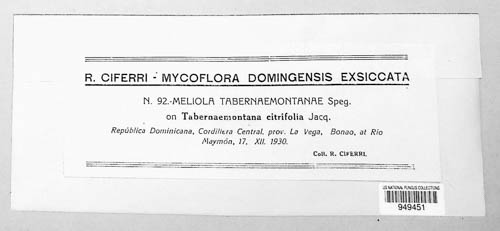 R. CIFERRI - MYCOFLORA DOMINGENSIS EXSICCATA
N. 92.-MELIOLA TABERNAEMONTANAE Speg.
on Tabernaemontana citrifolia Jacq.
República Dominicana, Cordillera Central, prov. La Vega, Bonao, at Rio
Maymón, 17, XII. 1930.
Coll. R. CIFERRI.
US NATIONAL FUNGUS COLLECTIONS
949451